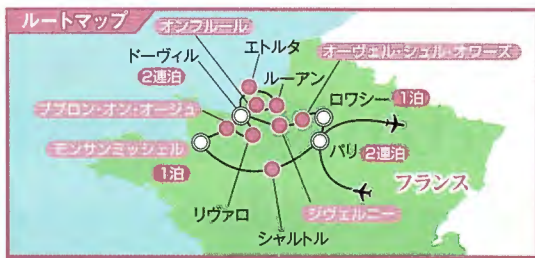 ルートマップ
オンフルール
エトルタ
オーヴェル・シュル・オワーズ
ドーヴィル
2連泊
ルーアン
ロワシー 1泊
ブブロン・オン・オージュ
モンサンミッシェル
1泊
パリ 2連泊
フランス
リヴァロ
ジヴェルニー
シャルトル